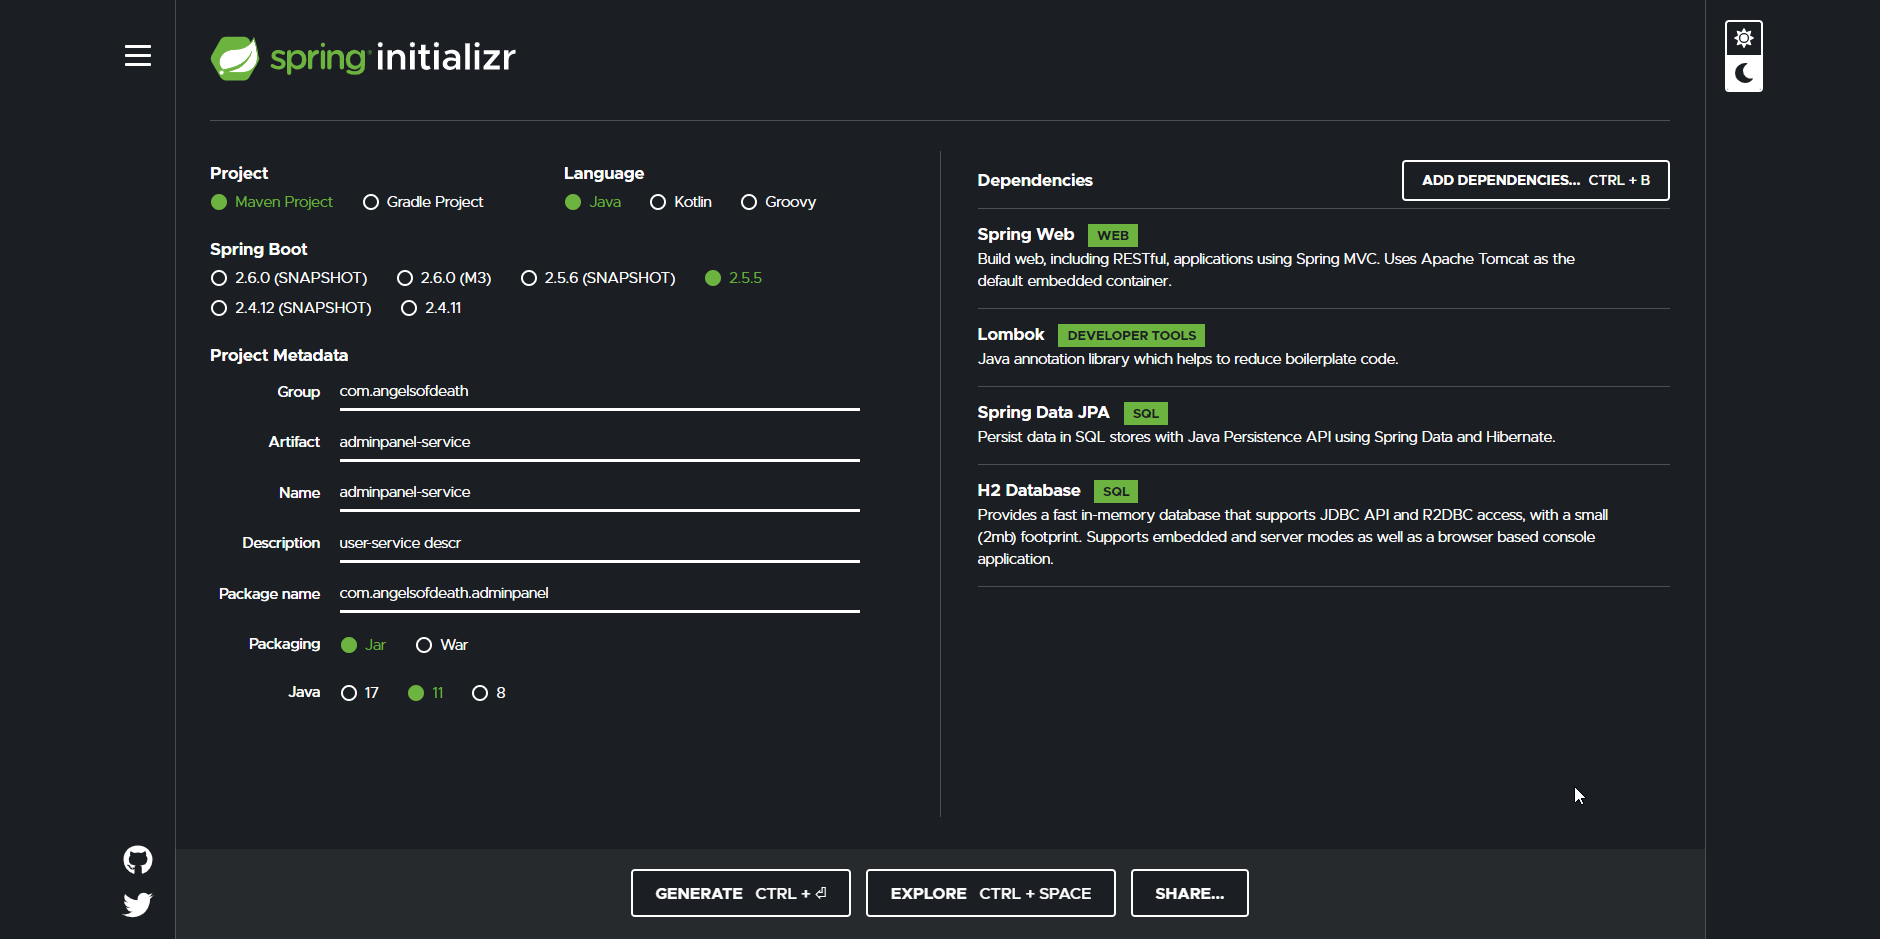 spring initializr
Project
Maven Project Gradle Project
Language
Java Kotlin Groovy
Spring Boot
2.6.0 (SNAPSHOT) 2.6.0 (M3) 2.5.6 (SNAPSHOT) 2.5.5
2.4.12 (SNAPSHOT) 2.4.11
Project Metadata
Group com.angelsofdeath
Artifact adminpanel-service
Name adminpanel-service
Description user-service descr
Package name com.angelsofdeath.adminpanel
Packaging Jar War
Java 17 11 8
Dependencies
ADD DEPENDENCIES... CTRL + B
Spring Web WEB
Build web, including RESTful, applications using Spring MVC. Uses Apache Tomcat as the
default embedded container.
Lombok DEVELOPER TOOLS
Java annotation library which helps to reduce boilerplate code.
Spring Data JPA SQL
Persist data in SQL stores with Java Persistence API using Spring Data and Hibernate.
H2 Database SQL
Provides a fast in-memory database that supports JDBC API and R2DBC access, with a small
(2mb) footprint. Supports embedded and server modes as well as a browser based console
application.
GENERATE CTRL + ⏎
EXPLORE CTRL + SPACE
SHARE...